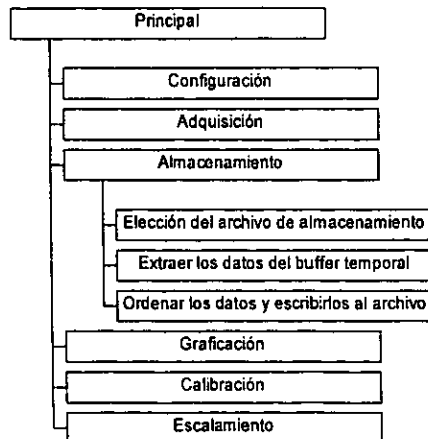 Principal
Configuración
Adquisición
Almacenamiento
Elección del archivo de almacenamiento
Extraer los datos del buffer temporal
Ordenar los datos y escribirlos al archivo
Graficación
Calibración
Escalamiento